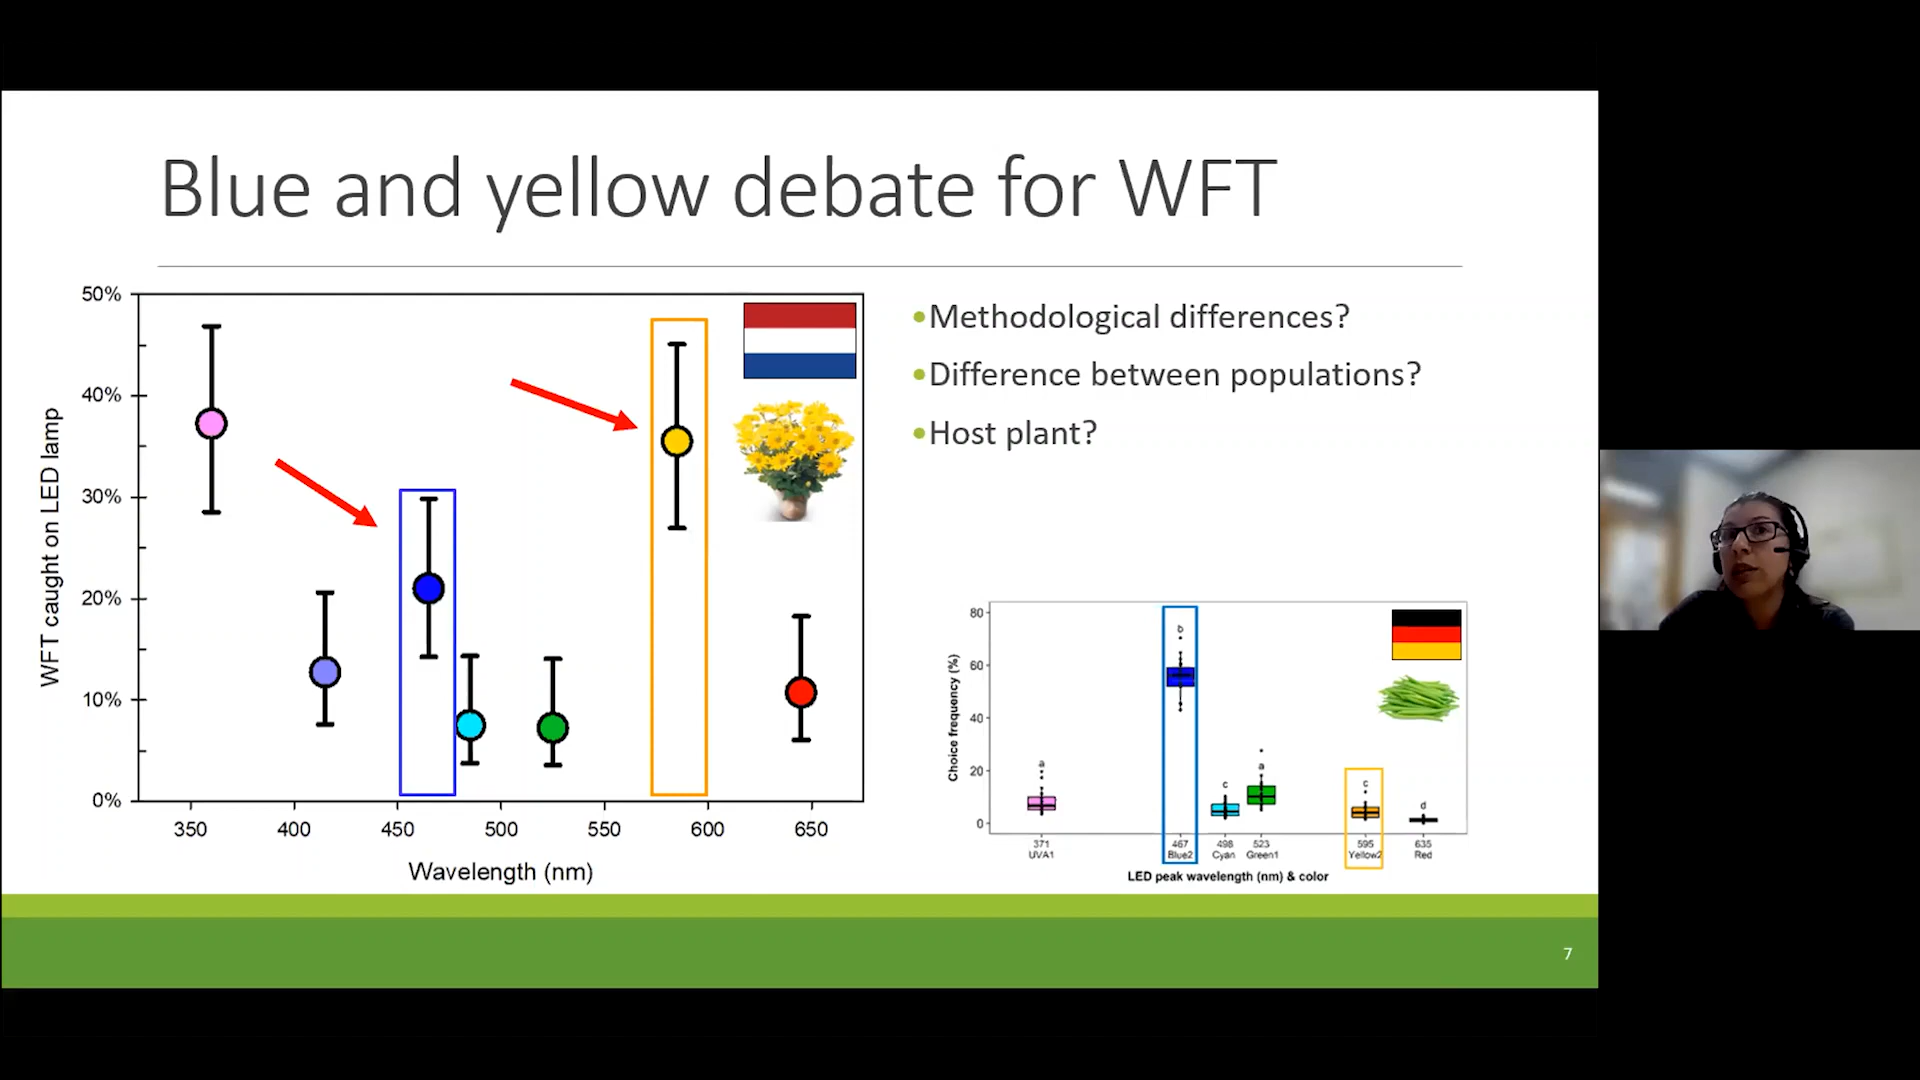 Blue and yellow debate for WFT
50%
40%
30%
20%
10%
0%
WFT caught on LED lamp
350 400 450 500 550 600 650
Wavelength (nm)
•Methodological differences?
•Difference between populations?
•Host plant?
80
60
40
20
0
Choice frequency (%)
a b c a c d
371 467 498 523 595 635
UVA1 Blue2 Cyan Green1 Yellow2 Red
LED peak wavelength (nm) & color
7